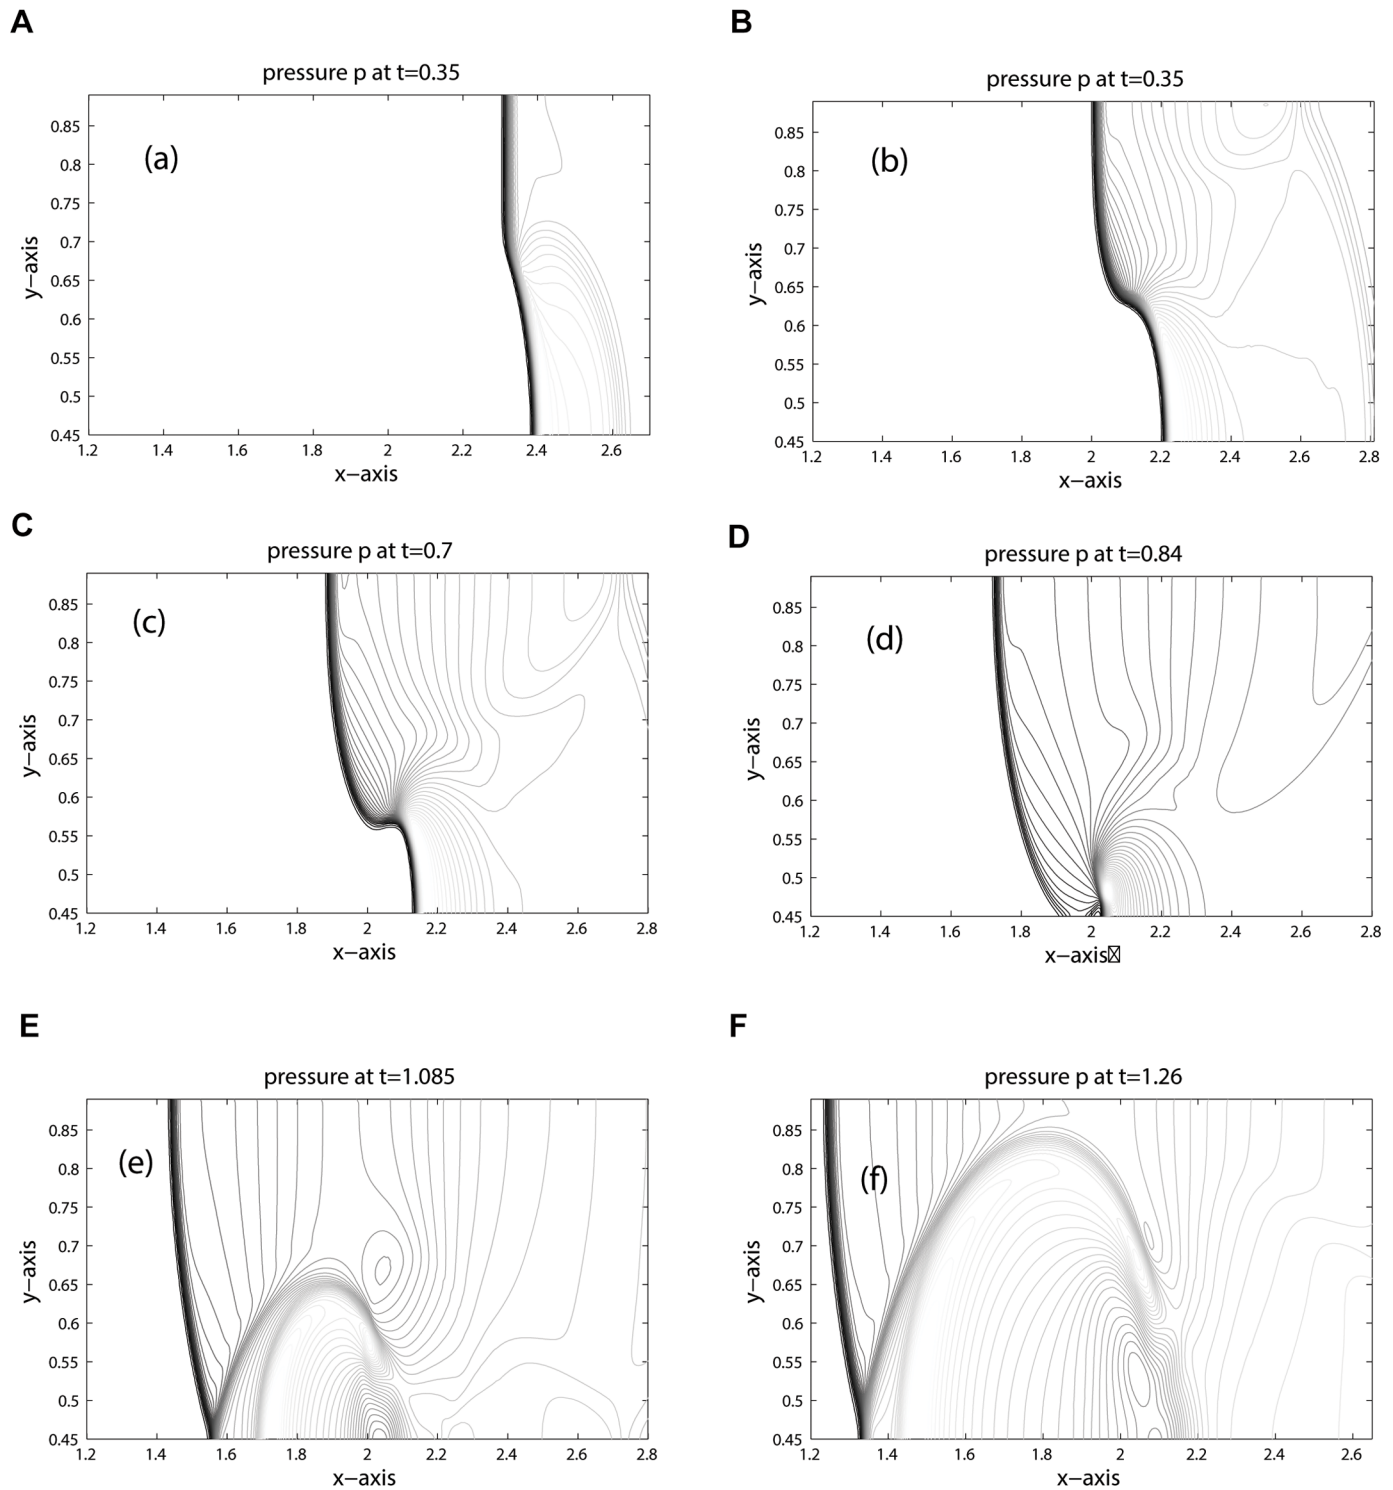 A
pressure p at t=0.35
(a)
0.85
0.8
0.75
0.7
0.65
0.6
0.55
0.5
0.45
y−axis
1.2 1.4 1.6 1.8 2 2.2 2.4 2.6
x−axis
B
pressure p at t=0.35
(b)
0.85
0.8
0.75
0.7
0.65
0.6
0.55
0.5
0.45
y−axis
1.2 1.4 1.6 1.8 2 2.2 2.4 2.6 2.8
x−axis
C
pressure p at t=0.7
(c)
0.85
0.8
0.75
0.7
0.65
0.6
0.55
0.5
0.45
y−axis
1.2 1.4 1.6 1.8 2 2.2 2.4 2.6 2.8
x−axis
D
pressure p at t=0.84
(d)
0.85
0.8
0.75
0.7
0.65
0.6
0.55
0.5
0.45
y−axis
1.2 1.4 1.6 1.8 2 2.2 2.4 2.6 2.8
x−axis
E
pressure at t=1.085
(e)
0.85
0.8
0.75
0.7
0.65
0.6
0.55
0.5
0.45
y−axis
1.2 1.4 1.6 1.8 2 2.2 2.4 2.6 2.8
x−axis
F
pressure p at t=1.26
(f)
0.85
0.8
0.75
0.7
0.65
0.6
0.55
0.5
0.45
y−axis
1.2 1.4 1.6 1.8 2 2.2 2.4 2.6
x−axis